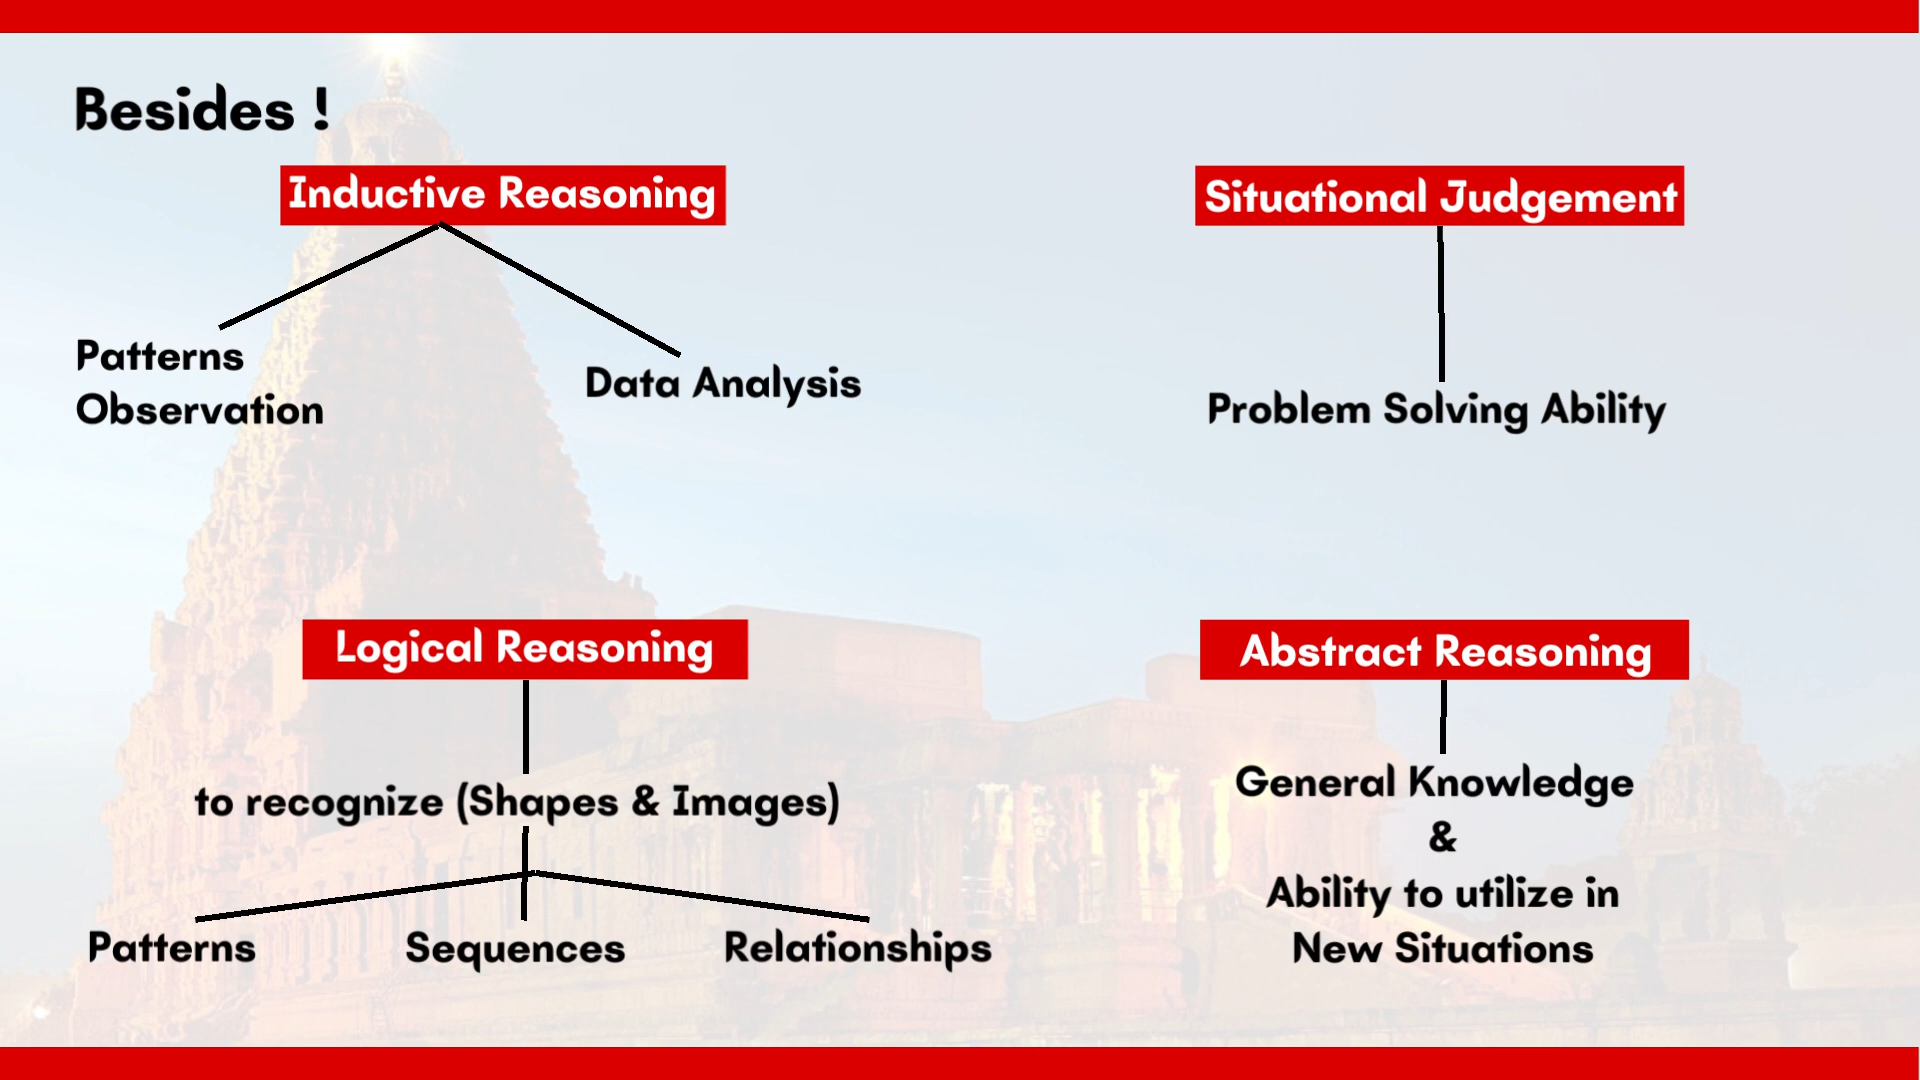 Besides !
Inductive Reasoning
Patterns
Observation
Data Analysis
Situational Judgement
Problem Solving Ability
Logical Reasoning
to recognize (Shapes & Images)
Patterns
Sequences
Relationships
Abstract Reasoning
General Knowledge
&
Ability to utilize in
New Situations